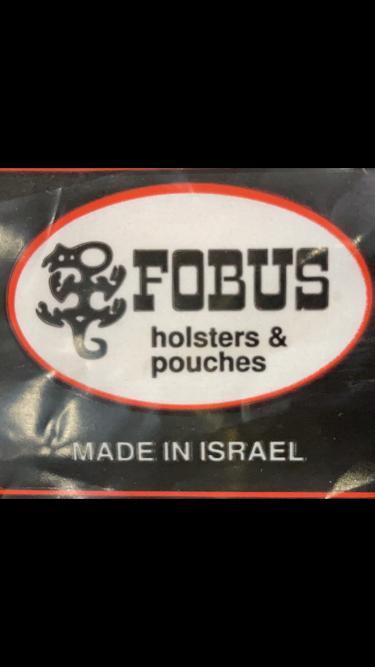 FOBUS
holsters &
pouches
MADE IN ISRAEL